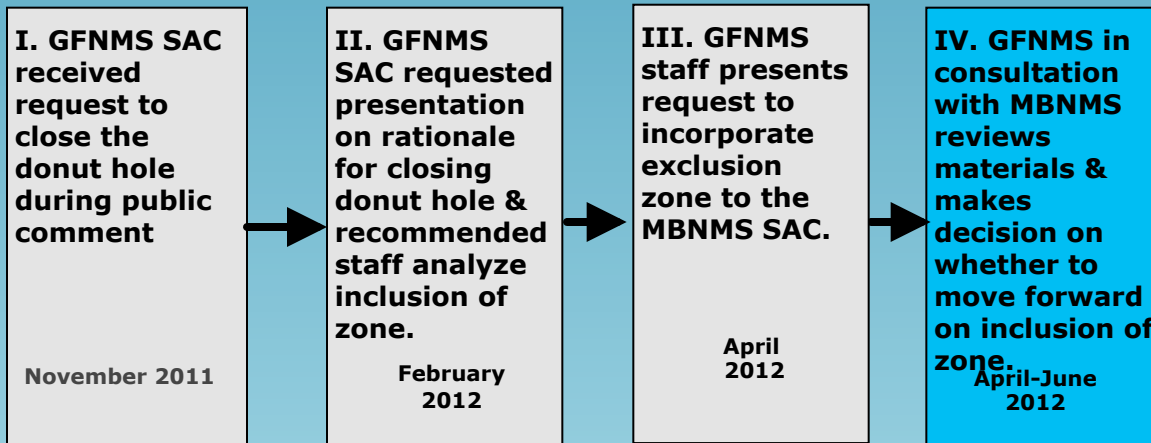 I. GFNMS SAC
received
request to
close the
donut hole
during public
comment
November 2011
II. GFNMS
SAC requested
presentation
on rationale
for closing
donut hole &
recommended
staff analyze
inclusion of
zone.
February
2012
III. GFNMS
staff presents
request to
incorporate
exclusion
zone to the
MBNMS SAC.
April
2012
IV. GFNMS in
consultation
with MBNMS
reviews
materials &
makes
decision on
whether to
move forward
on inclusion of
zone.
April-June
2012